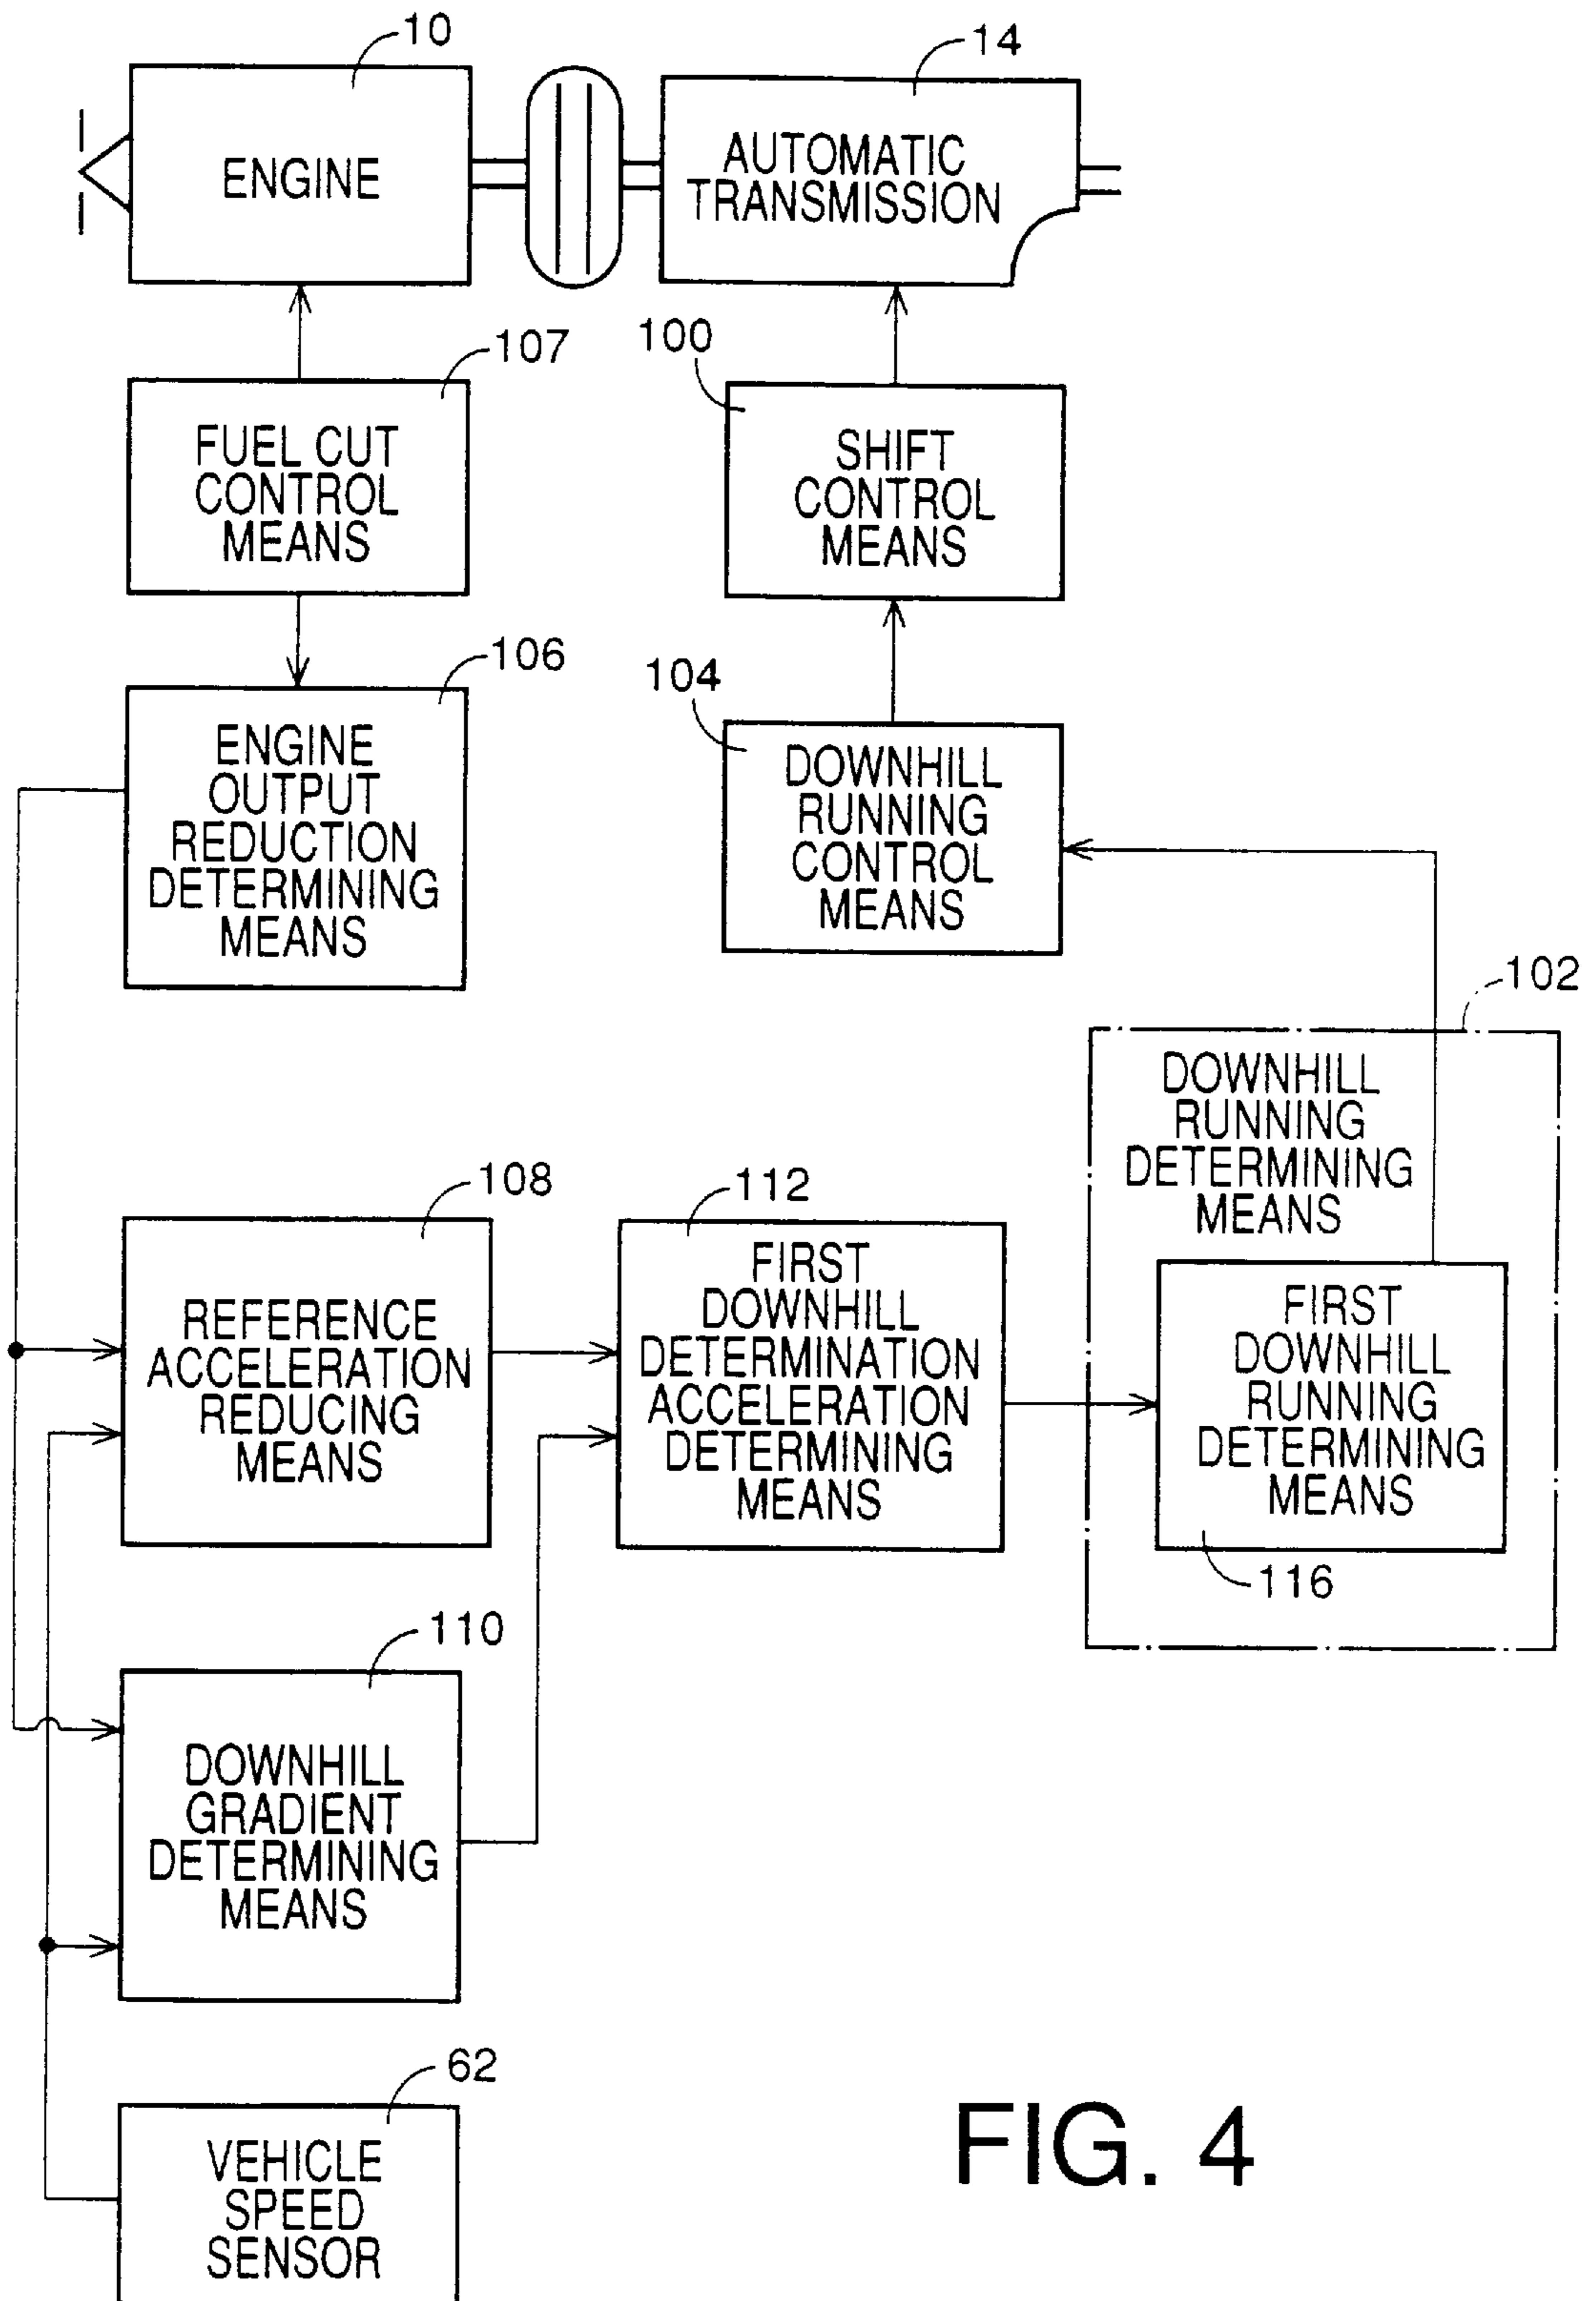 10
14
ENGINE
AUTOMATIC
TRANSMISSION
107
100
FUEL CUT
CONTROL
MEANS
SHIFT
CONTROL
MEANS
106
104
ENGINE
OUTPUT
REDUCTION
DETERMINING
MEANS
DOWNHILL
RUNNING
CONTROL
MEANS
102
DOWNHILL
RUNNING
DETERMINING
MEANS
108
112
REFERENCE
ACCELERATION
REDUCING
MEANS
FIRST
DOWNHILL
DETERMINATION
ACCELERATION
DETERMINING
MEANS
FIRST
DOWNHILL
RUNNING
DETERMINING
MEANS
116
110
DOWNHILL
GRADIENT
DETERMINING
MEANS
62
VEHICLE
SPEED
SENSOR
FIG. 4